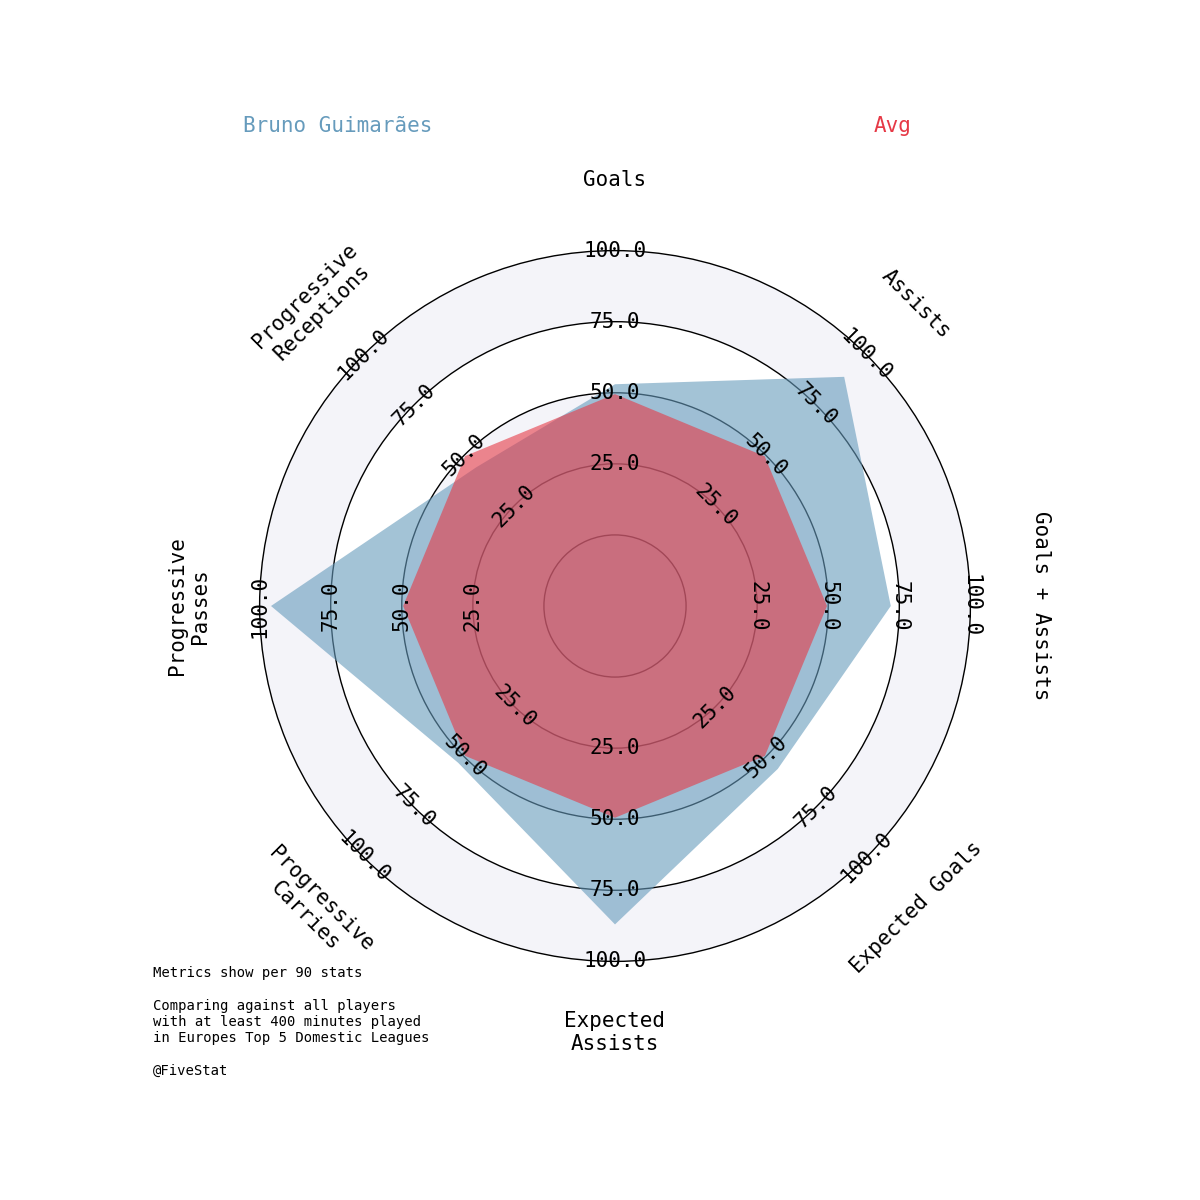 Bruno Guimarães
Avg
Goals
Assists
Goals + Assists
Expected Goals
Expected
Assists
Progressive
Carries
Progressive
Passes
Progressive
Receptions
25.0
50.0
75.0
100.0
25.0
50.0
75.0
100.0
25.0
50.0
75.0
100.0
25.0
50.0
75.0
100.0
25.0
50.0
75.0
100.0
25.0
50.0
75.0
100.0
25.0
50.0
75.0
100.0
25.0
50.0
75.0
100.0
Metrics show per 90 stats
Comparing against all players
with at least 400 minutes played
in Europes Top 5 Domestic Leagues
@FiveStat